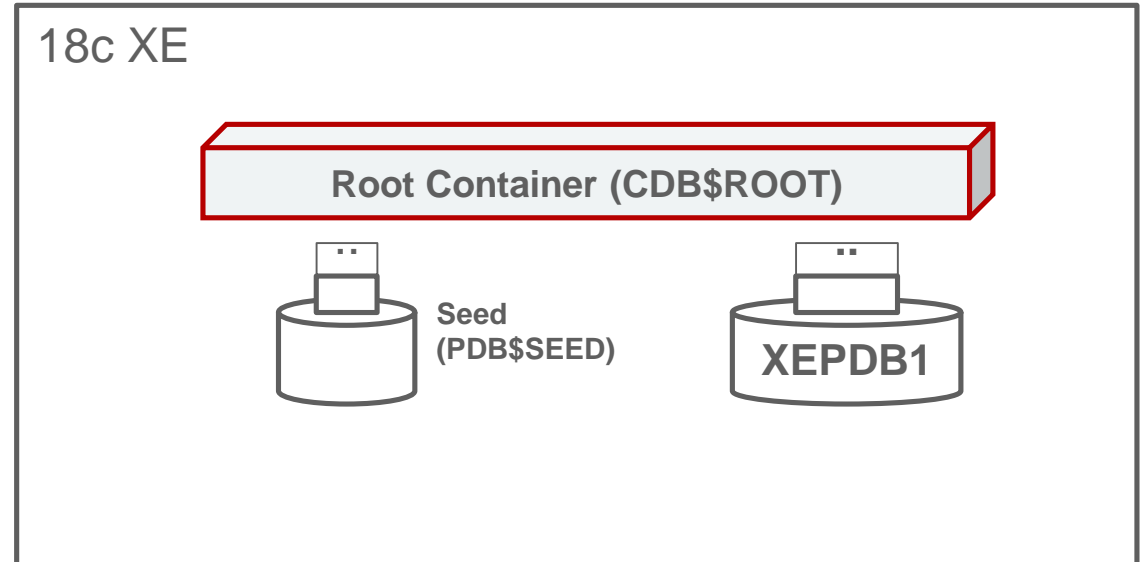 18c XE
Root Container (CDB$ROOT)
Seed
(PDB$SEED)
XEPDB1